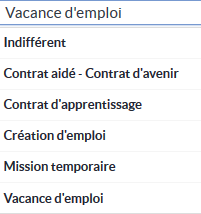 Vacance d'emploi
Indifférent
Contrat aidé - Contrat d'avenir
Contrat d'apprentissage
Création d'emploi
Mission temporaire
Vacance d'emploi